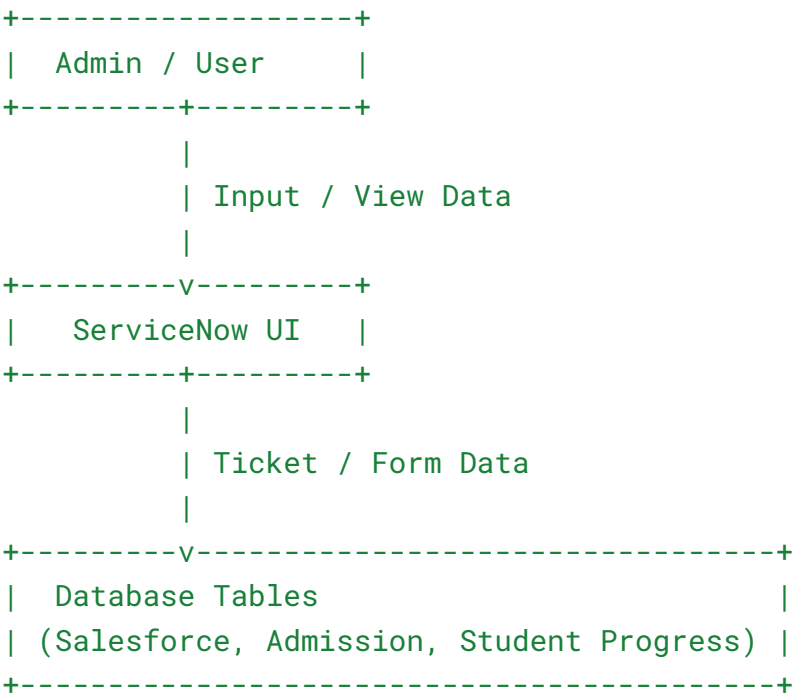 +-------------------+
|  Admin / User     |
+---------+---------+
          |
          | Input / View Data
          |
+---------v---------+
|   ServiceNow UI   |
+---------+---------+
          |
          | Ticket / Form Data
          |
+---------v---------------------------------+
|  Database Tables                          |
| (Salesforce, Admission, Student Progress) |
+-------------------------------------------+